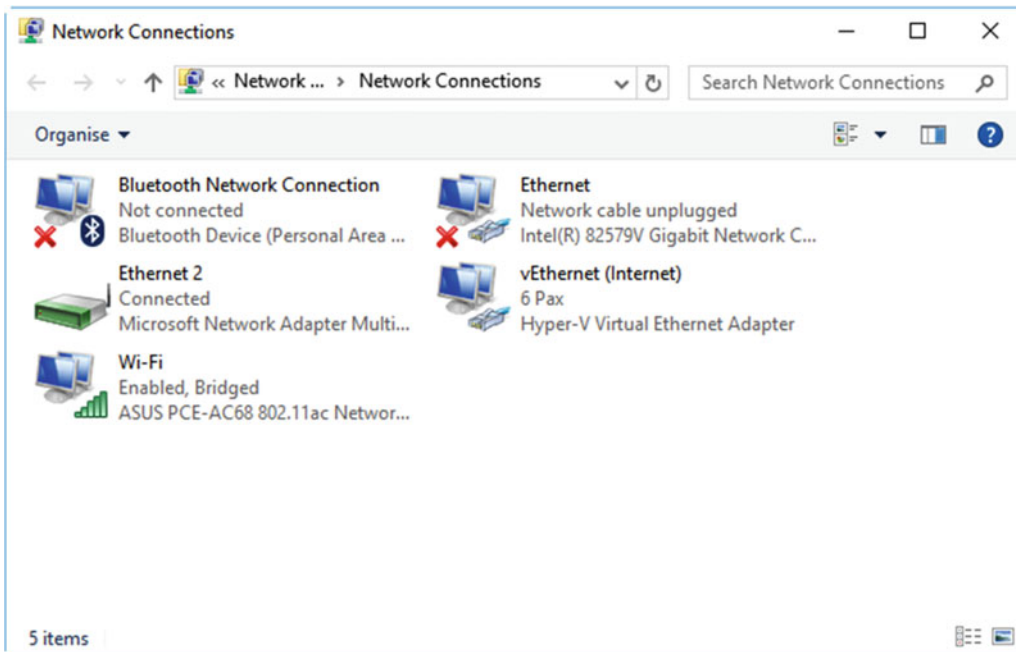 Network Connections
« Network ... › Network Connections
Search Network Connections
Organise
Bluetooth Network Connection
Not connected
Bluetooth Device (Personal Area ...
Ethernet
Network cable unplugged
Intel(R) 82579V Gigabit Network C...
Ethernet 2
Connected
Microsoft Network Adapter Multi...
vEthernet (Internet)
6 Pax
Hyper-V Virtual Ethernet Adapter
Wi-Fi
Enabled, Bridged
ASUS PCE-AC68 802.11ac Networ...
5 items